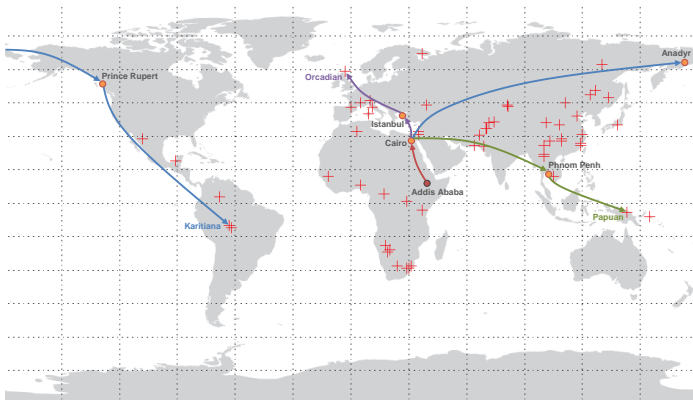 Anadyr
Prince Rupert
Orcadian
Istanbul
Cairo
Phnom Penh
Addis Ababa
Papuan
Karitiana